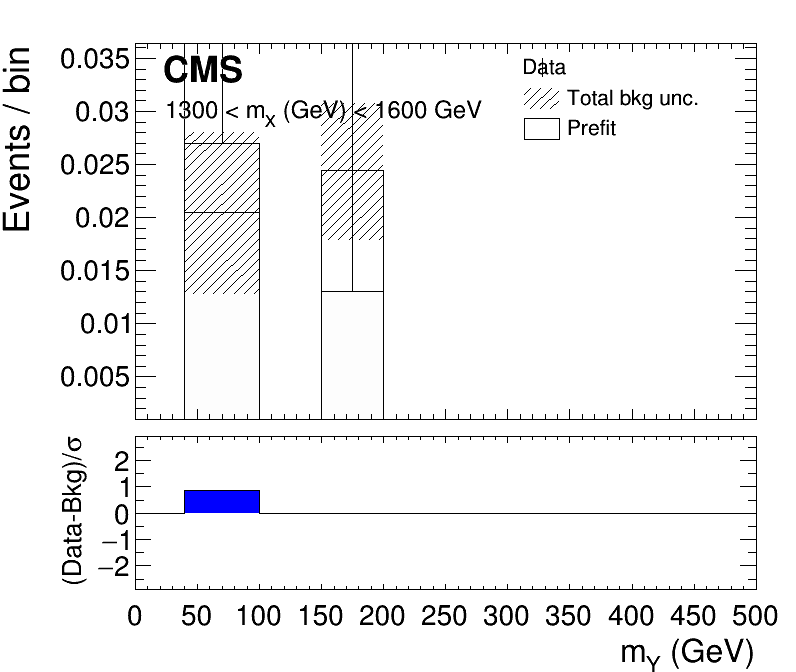 Events / bin
0.035
0.03
0.025
0.02
0.015
0.01
0.005
CMS
1300 < mX (GeV) < 1600 GeV
Data
Total bkg unc.
Prefit
(Data-Bkg)/σ
2
1
0
−1
−2
0 50 100 150 200 250 300 350 400 450 500
mY (GeV)